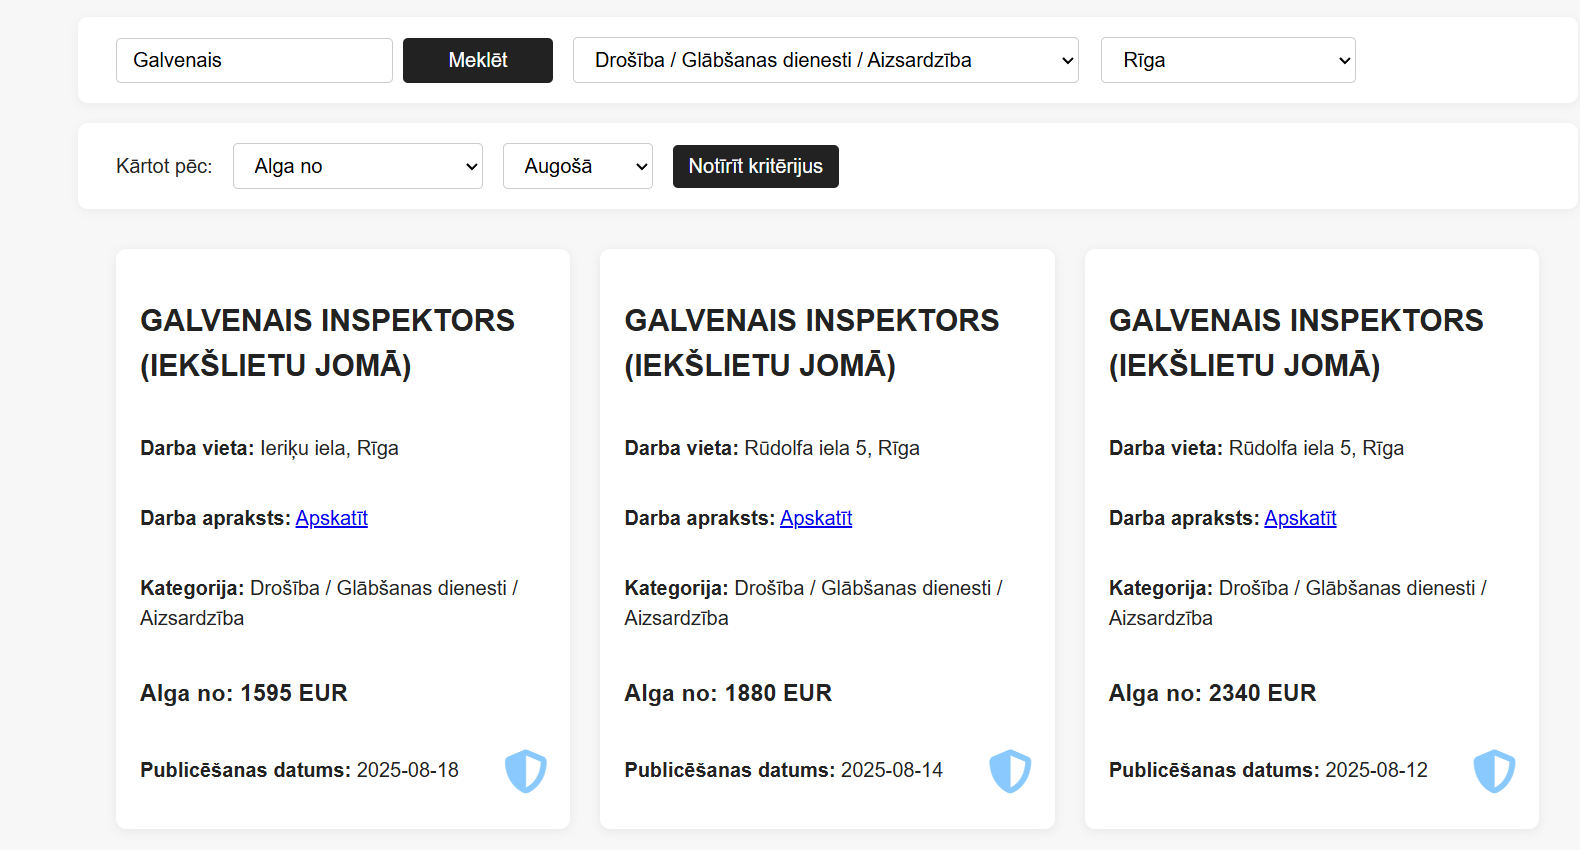 Galvenais Meklēt Drošība / Glābšanas dienesti / Aizsardzība Rīga
Kārtot pēc: Alga no Augošā Notīrīt kritērijus
GALVENAIS INSPEKTORS
(IEKŠLIETU JOMĀ)
Darba vieta: Ieriķu iela, Rīga
Darba apraksts: Apskatīt
Kategorija: Drošība / Glābšanas dienesti /
Aizsardzība
Alga no: 1595 EUR
Publicēšanas datums: 2025-08-18
GALVENAIS INSPEKTORS
(IEKŠLIETU JOMĀ)
Darba vieta: Rūdolfa iela 5, Rīga
Darba apraksts: Apskatīt
Kategorija: Drošība / Glābšanas dienesti /
Aizsardzība
Alga no: 1880 EUR
Publicēšanas datums: 2025-08-14
GALVENAIS INSPEKTORS
(IEKŠLIETU JOMĀ)
Darba vieta: Rūdolfa iela 5, Rīga
Darba apraksts: Apskatīt
Kategorija: Drošība / Glābšanas dienesti /
Aizsardzība
Alga no: 2340 EUR
Publicēšanas datums: 2025-08-12